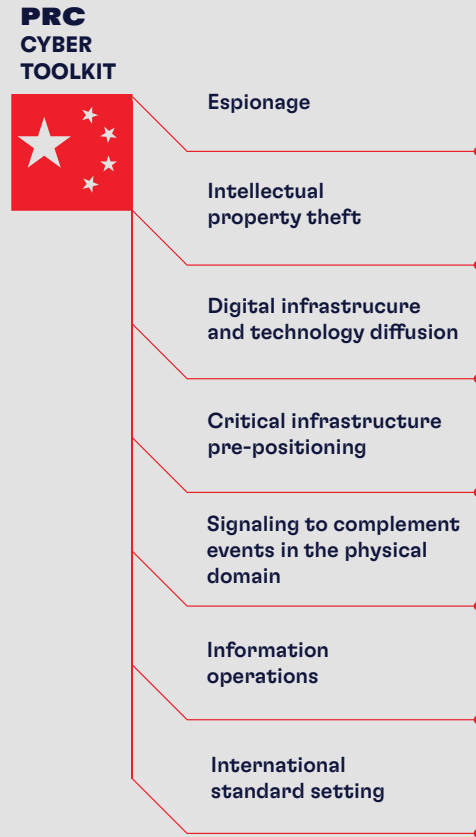 PRC
CYBER
TOOLKIT
Espionage
Intellectual
property theft
Digital infrastrucure
and technology diffusion
Critical infrastructure
pre-positioning
Signaling to complement
events in the physical
domain
Information
operations
International
standard setting